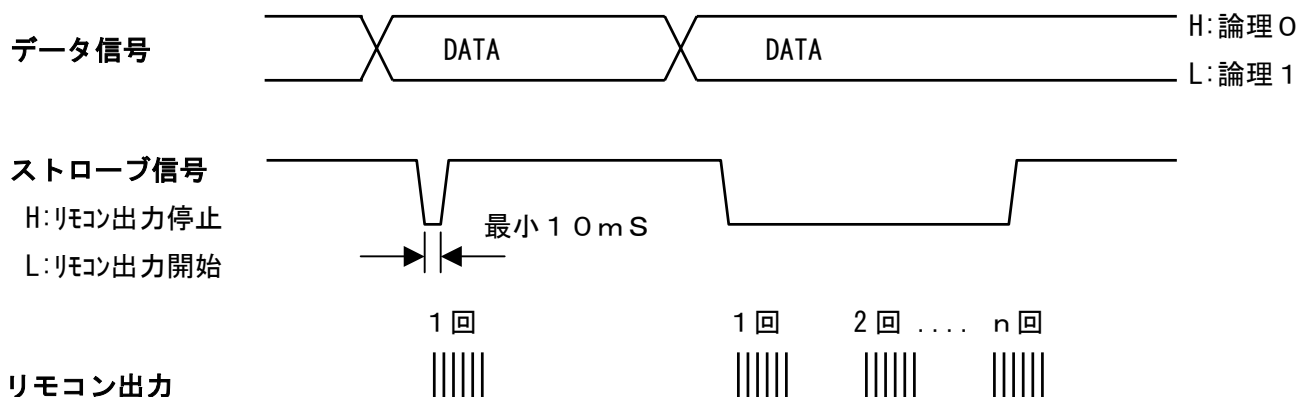 H:論理0
データ信号 DATA DATA
L:論理1
ストローブ信号
H:ﾘﾓｺﾝ出力停止
最小10mS
L:ﾘﾓｺﾝ出力開始
1回 1回 2回 .... n回
リモコン出力